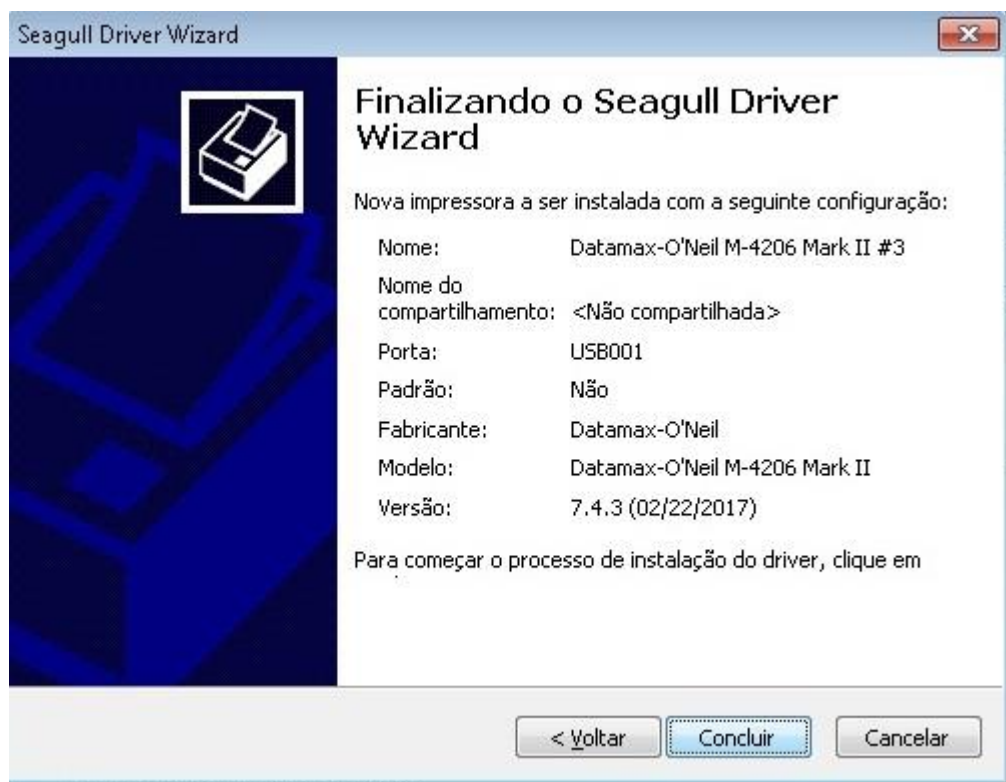 Seagull Driver Wizard
Finalizando o Seagull Driver
Wizard
Nova impressora a ser instalada com a seguinte configuração:
Nome: Datamax-O'Neil M-4206 Mark II #3
Nome do
compartilhamento: <Não compartilhada>
Porta: USB001
Padrão: Não
Fabricante: Datamax-O'Neil
Modelo: Datamax-O'Neil M-4206 Mark II
Versão: 7.4.3 (02/22/2017)
Para começar o processo de instalação do driver, clique em
< Voltar Concluir Cancelar